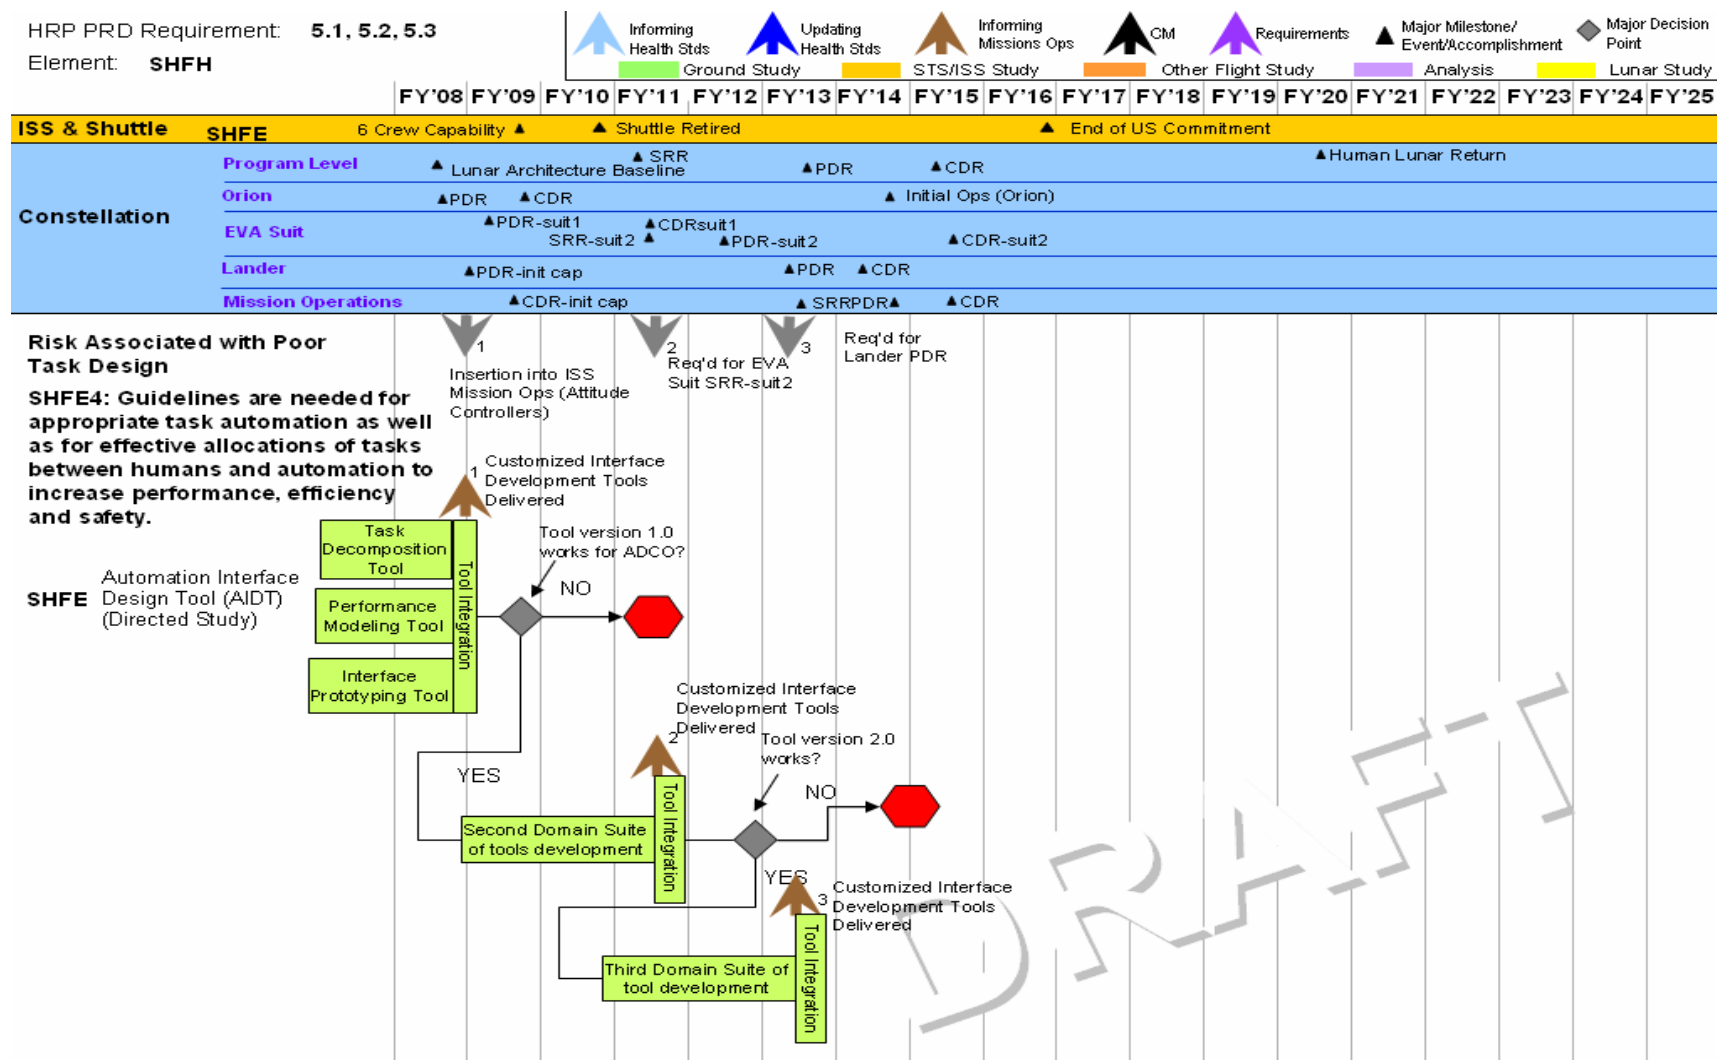 HRP PRD Requirement: 5.1, 5.2, 5.3
Element: SHFH
Informing
Health Stds
Updating
Health Stds
Informing
Missions Ops
CM
Requirements
Major Milestone/
Event/Accomplishment
Major Decision
Point
Ground Study
STS/ISS Study
Other Flight Study
Analysis
Lunar Study
FY'08 FY'09 FY'10 FY'11 FY'12 FY'13 FY'14 FY'15 FY'16 FY'17 FY'18 FY'19 FY'20 FY'21 FY'22 FY'23 FY'24 FY'25
ISS & Shuttle SHFE 6 Crew Capability Shuttle Retired End of US Commitment
Constellation
Program Level Lunar Architecture Baseline SRR PDR CDR Human Lunar Return
Orion PDR CDR Initial Ops (Orion)
EVA Suit PDR-suit1 CDRsuit1
SRR-suit2 PDR-suit2 CDR-suit2
Lander PDR-init cap PDR CDR
Mission Operations CDR-init cap SRRPDR CDR
Risk Associated with Poor
Task Design
1
Insertion into ISS
Mission Ops (Attitude
Controllers)
2
Req'd for EVA
Suit SRR-suit2
3
Req'd for
Lander PDR
SHFE4: Guidelines are needed for
appropriate task automation as well
as for effective allocations of tasks
between humans and automation to
increase performance, efficiency
and safety.
1
Customized Interface
Development Tools
Delivered
SHFE
Automation Interface
Design Tool (AIDT)
(Directed Study)
Task
Decomposition
Tool
Performance
Modeling Tool
Interface
Prototyping Tool
Tool Integration
Tool version 1.0
works for ADCO?
NO
YES
2
Customized Interface
Development Tools
Delivered
Second Domain Suite
of tools development
Tool Integration
Tool version 2.0
works?
NO
YES
3
Customized Interface
Development Tools
Delivered
Third Domain Suite of
tool development
Tool Integration
DRAFT